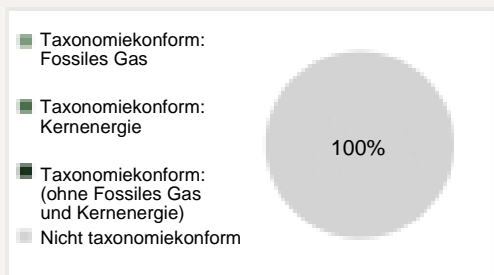 Taxonomiekonform:
Fossiles Gas
Taxonomiekonform:
Kernenergie
Taxonomiekonform:
(ohne Fossiles Gas
und Kernenergie)
Nicht taxonomiekonform
100%